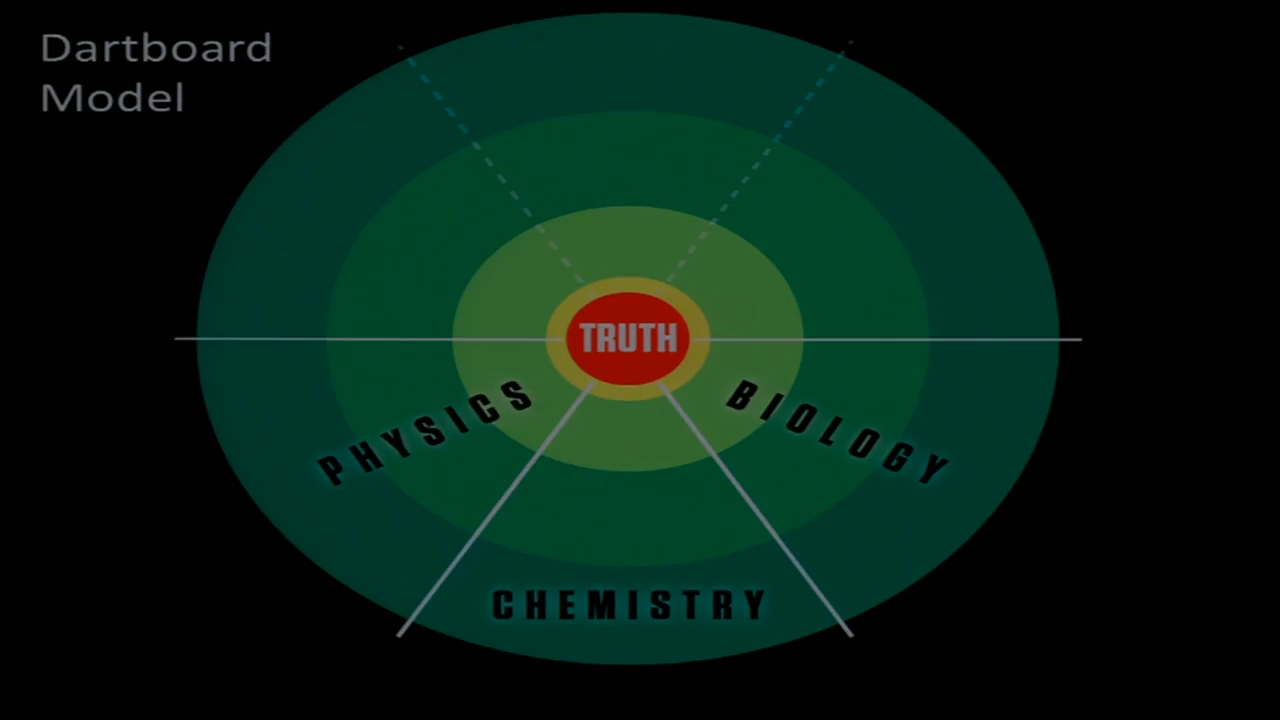 Dartboard
Model
TRUTH
PHYSICS
BIOLOGY
CHEMISTRY